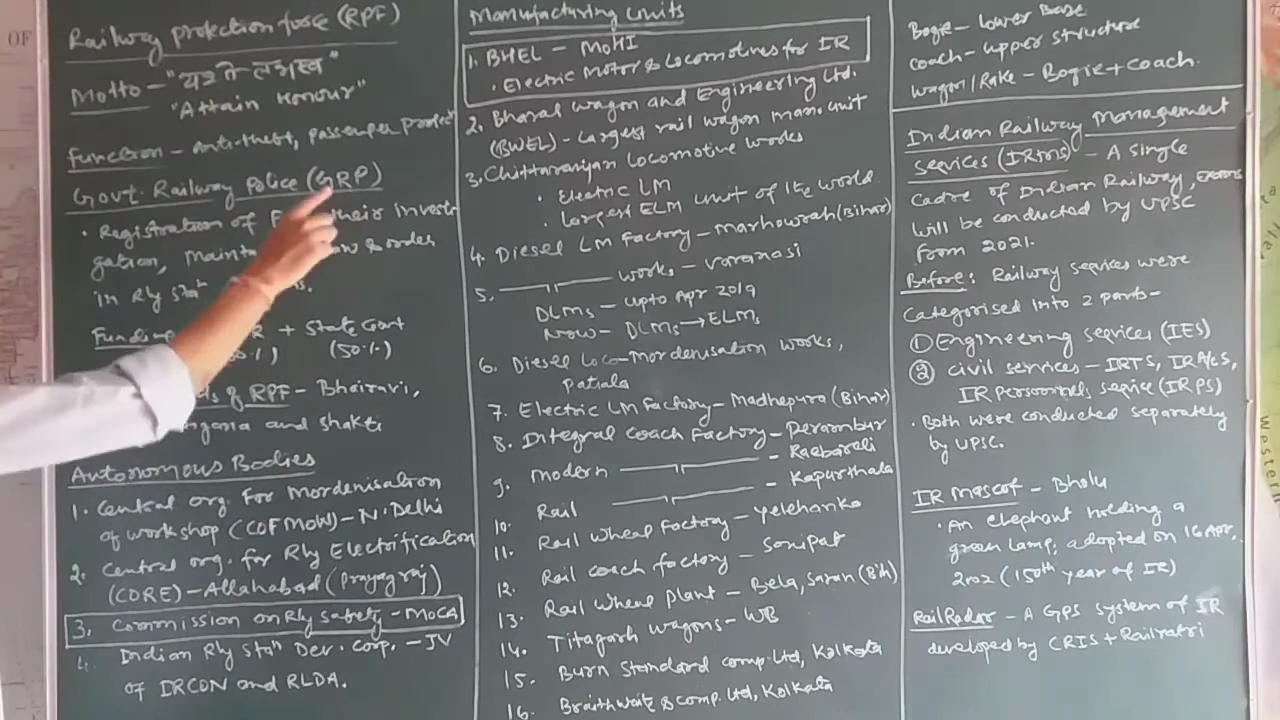 OF
Railway protection force (RPF)
Motto - "यशो लभस्व"
"Attain Honour"
Function - Anti-theft, passenger protect
Govt. Railway Police (GRP)
• Registration of F their investi
gation, maint law & order
in Rly statⁿ
Fundin + State Govt
(50%)
ds of RPF - Bhairavi,
ngana and shakti
Autonomous Bodies
1. Central org. For Mordenisation
of workshop (COFMOW) - N. Delhi
2. Central org. for Rly Electrification
(CORE) - Allahabad (Prayagraj)
3. Commission on Rly safety - MoCA
4. Indian Rly statⁿ Dev. corp. - JV
of IRCON and RLDA.
Manufacturing Units
1. BHEL - MoHI
• Electric Motor & Locomotives for IR
2. Bharat wagon and Engineering Ltd.
(BWEL) - Largest rail wagon manu. unit
3. Chittaranjan Locomotive works
• Electric LM
• largest ELM unit of the world
4. Diesel LM Factory - Marhowrah (Bihar)
5. works - Varanasi
DLMs - upto Apr 2019
Now - DLMs → ELMs
6. Diesel Loco-Mordenisation works,
Patiala
7. Electric LM Factory - Madhepura (Bihar)
8. Integral Coach Factory - Perambur
9. Modern - Raebareli
10. Rail - Kapurthala
11. Rail Wheel Factory - Yelehanka
12. Rail coach factory - Sonipat
13. Rail Wheel Plant - Bela, Saran (Bih)
14. Titagarh Wagons - WB
15. Burn Standard comp. Ltd, Kolkata
16. Braithwait & comp. Ltd, Kolkata
Bogie - Lower Base
Coach - upper structure
Wagon/Rake - Bogie + Coach.
Indian Railway Management
Services (IRMS) - A single
Cadre of Indian Railway, Exams
will be conducted by UPSC
from 2021.
Before: Railway services were
Categorised into 2 parts -
① Engineering services (IES)
② Civil services - IRTS, IRA/cS,
IR Personnel, service (IRPS)
• Both were conducted separately
by UPSC.
IR Mascot - Bholu
• An elephant holding a
green Lamp, adopted on 16 Apr,
2002 (150th year of IR)
RailRadar - A GPS system of IR
developed by CRIS + Railyatri
Western